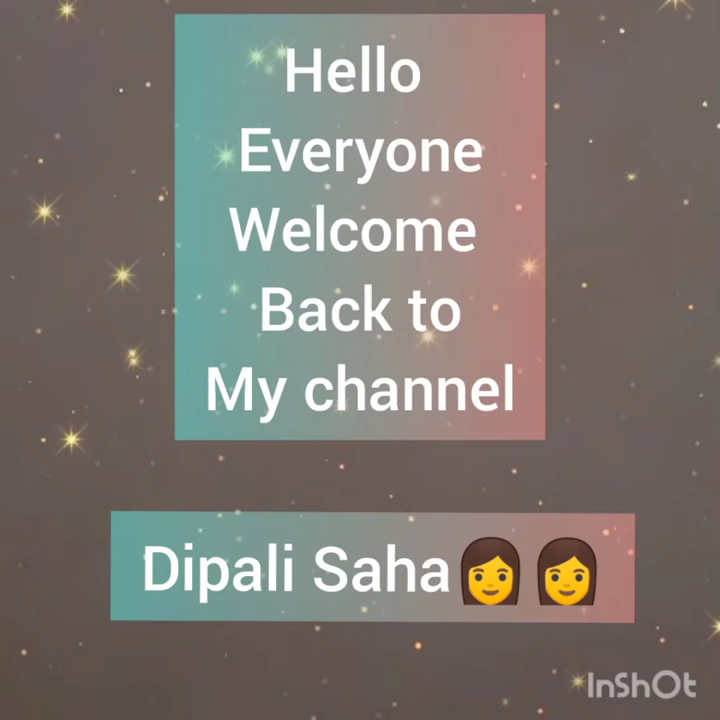 Hello
Everyone
Welcome
Back to
My channel
Dipali Saha👩👩
InShOt